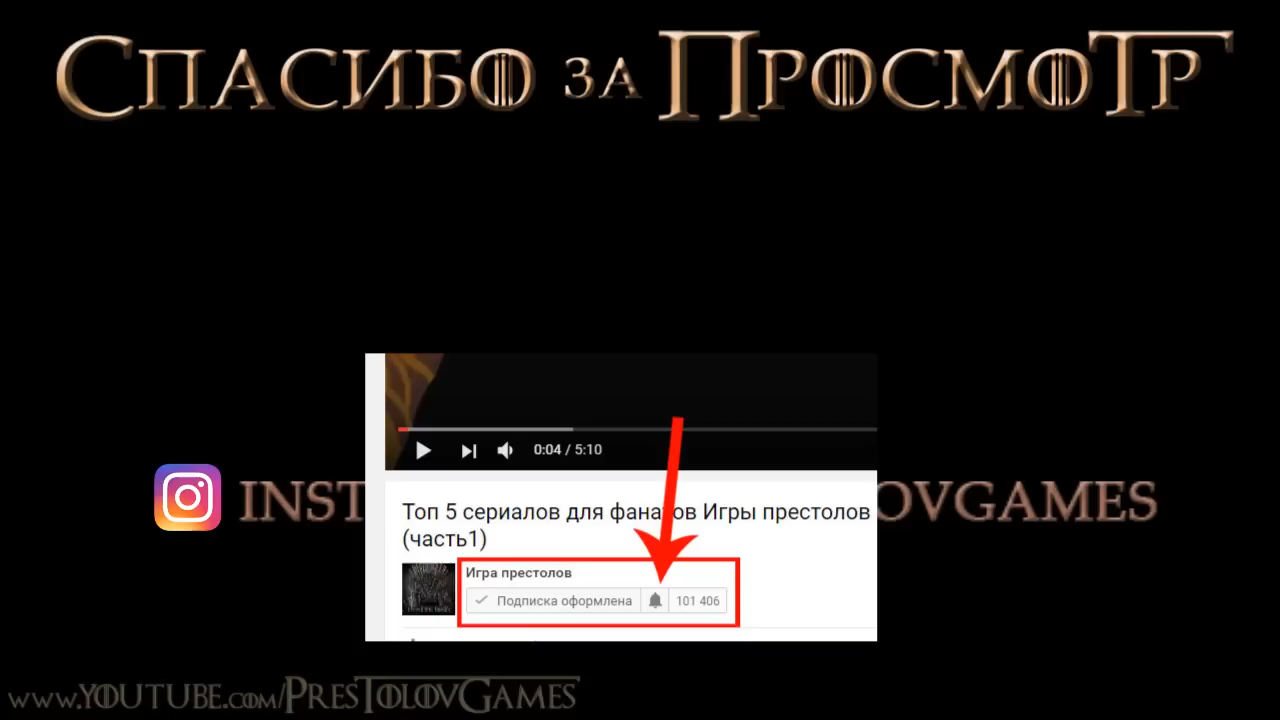 Спасибо за Просмотр
0:04 / 5:10
INST OVGAMES
Топ 5 сериалов для фанатов Игры престолов
(часть1)
Игра престолов
Подписка оформлена 101 406
www.YOUTUBE.com/PresTolovGames